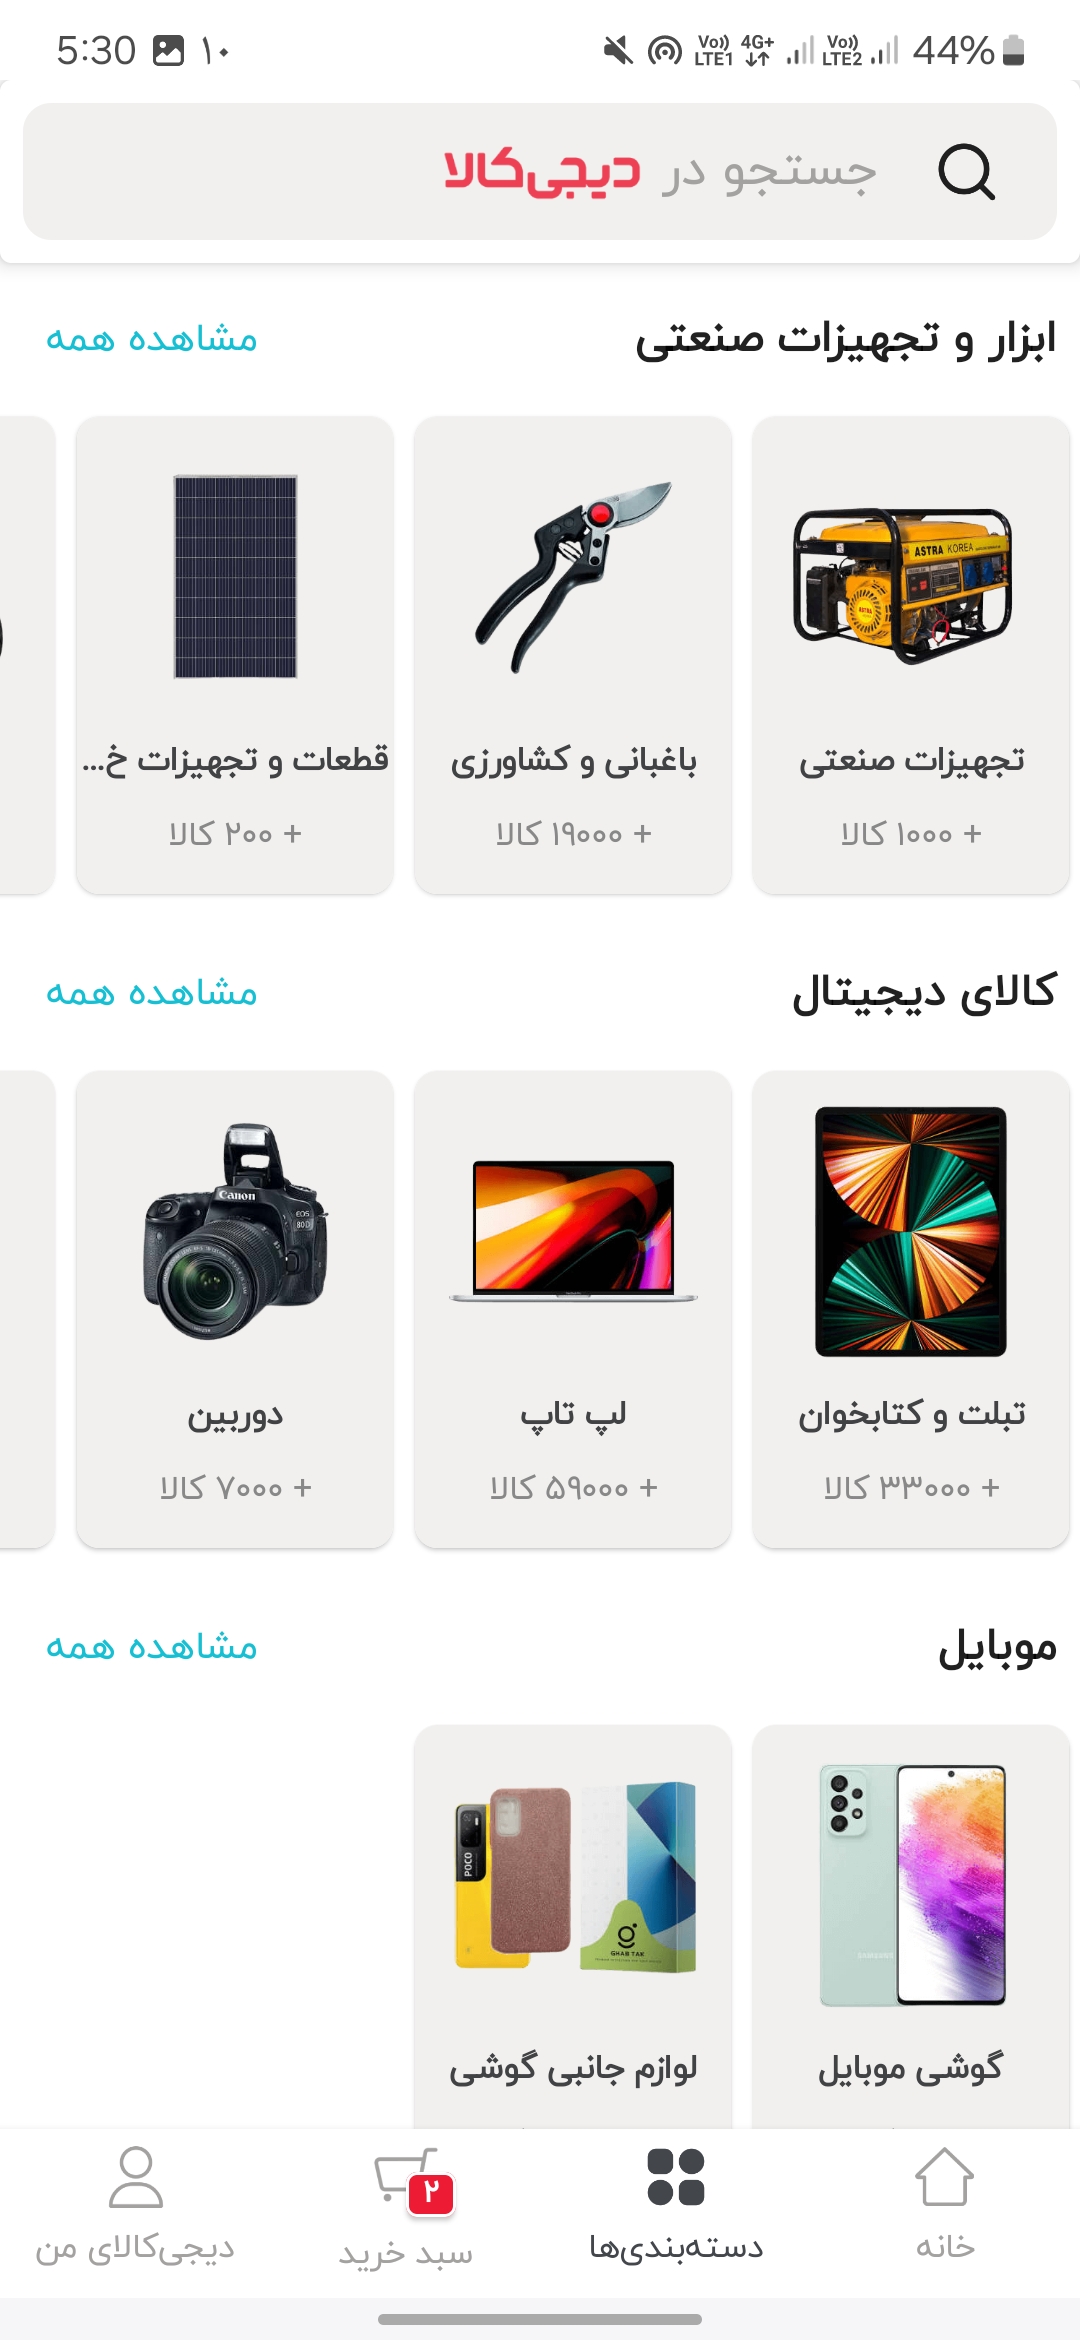 5:30 ۱۰ Vo)) LTE1 4G+ Vo)) LTE2 44%
جستجو در دیجی‌کالا
ابزار و تجهیزات صنعتی مشاهده همه
ASTRA KOREA
ASTRA
تجهیزات صنعتی باغبانی و کشاورزی قطعات و تجهیزات خ...
+ ۱۰۰۰ کالا + ۱۹۰۰۰ کالا + ۲۰۰ کالا
کالای دیجیتال مشاهده همه
Canon
EOS
80D
تبلت و کتابخوان لپ تاپ دوربین
+ ۳۳۰۰۰ کالا + ۵۹۰۰۰ کالا + ۷۰۰۰ کالا
موبایل مشاهده همه
SAMSUNG
POCO
GHAB TAK
گوشی موبایل لوازم جانبی گوشی
۲
خانه دسته‌بندی‌ها سبد خرید دیجی‌کالای من